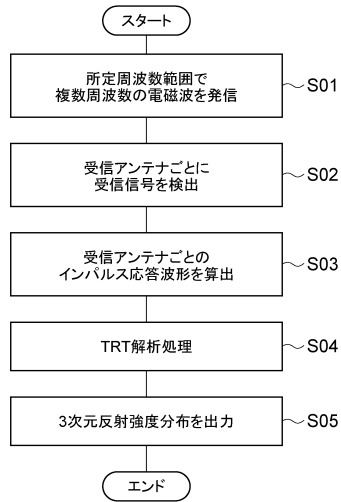 スタート
所定周波数範囲で
複数周波数の電磁波を発信
S01
受信アンテナごとに
受信信号を検出
S02
受信アンテナごとの
インパルス応答波形を算出
S03
TRT解析処理
S04
3次元反射強度分布を出力
S05
エンド